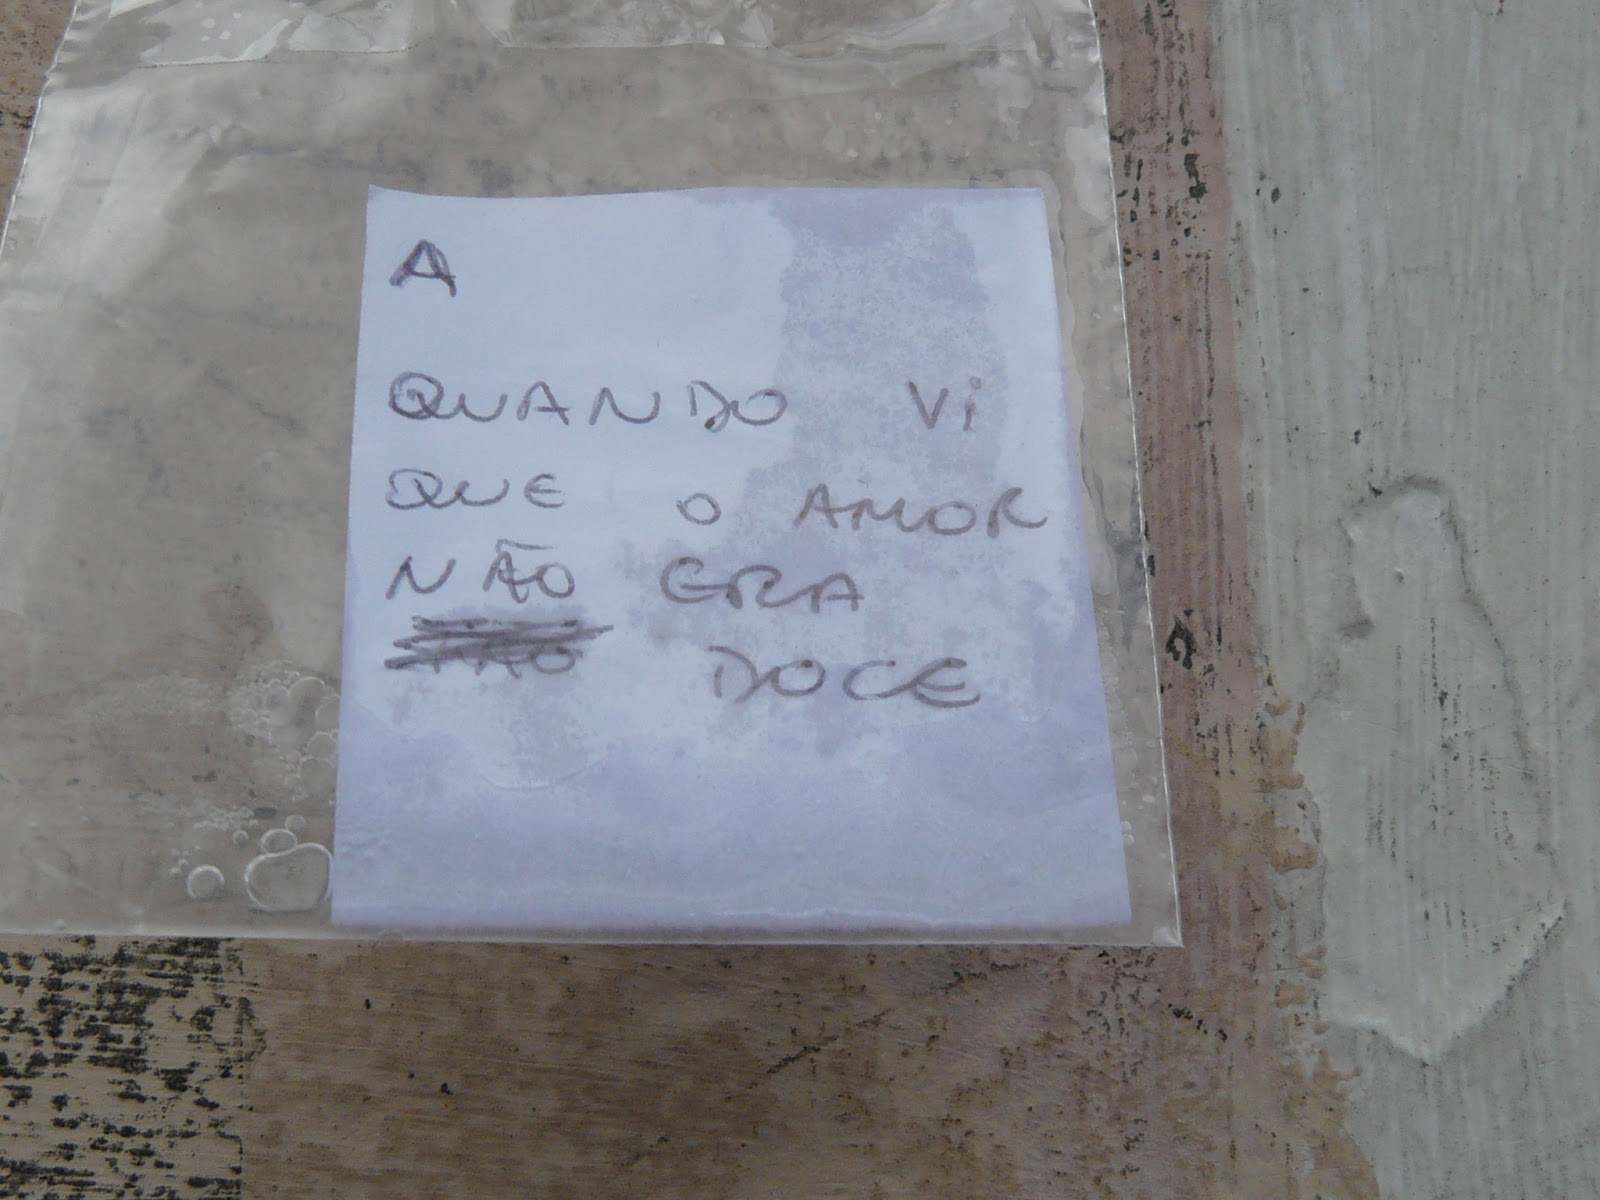 A
QUANDO Vi
QUE O AMOR
NÃO ERA
DOCE